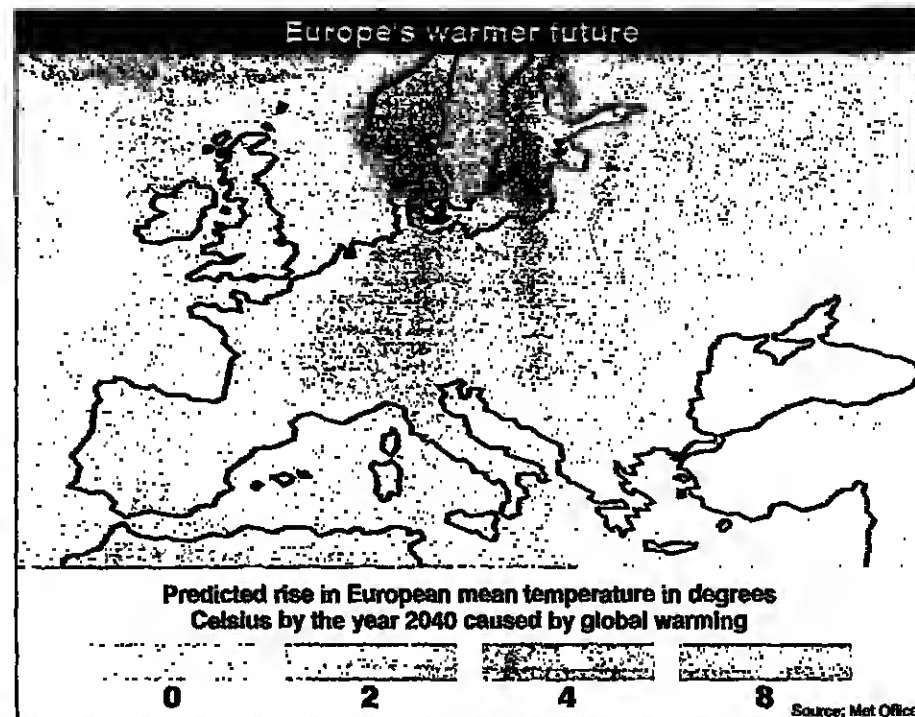 Europe's warmer future
Predicted rise in European mean temperature in degrees
Celsius by the year 2040 caused by global warming
0 2 4 8
Source: Met Office